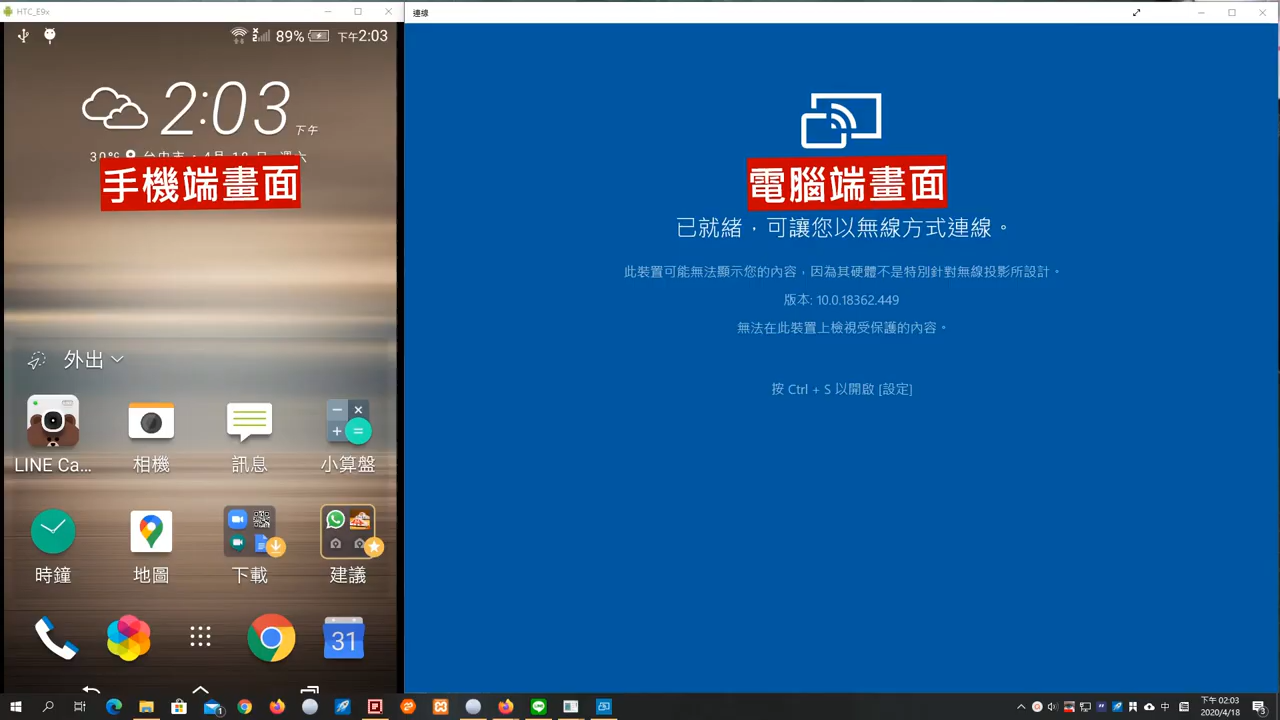 HTC_E9x
89%
下午2:03
2:03
下午
手機端畫面
外出
LINE Ca...
相機
訊息
小算盤
時鐘
地圖
下載
建議
31
連線
電腦端畫面
已就緒，可讓您以無線方式連線。
此裝置可能無法顯示您的內容，因為其硬體不是特別針對無線投影所設計。
版本: 10.0.18362.449
無法在此裝置上檢視受保護的內容。
按 Ctrl + S 以開啟 [設定]
中
下午 02:03
2020/4/18